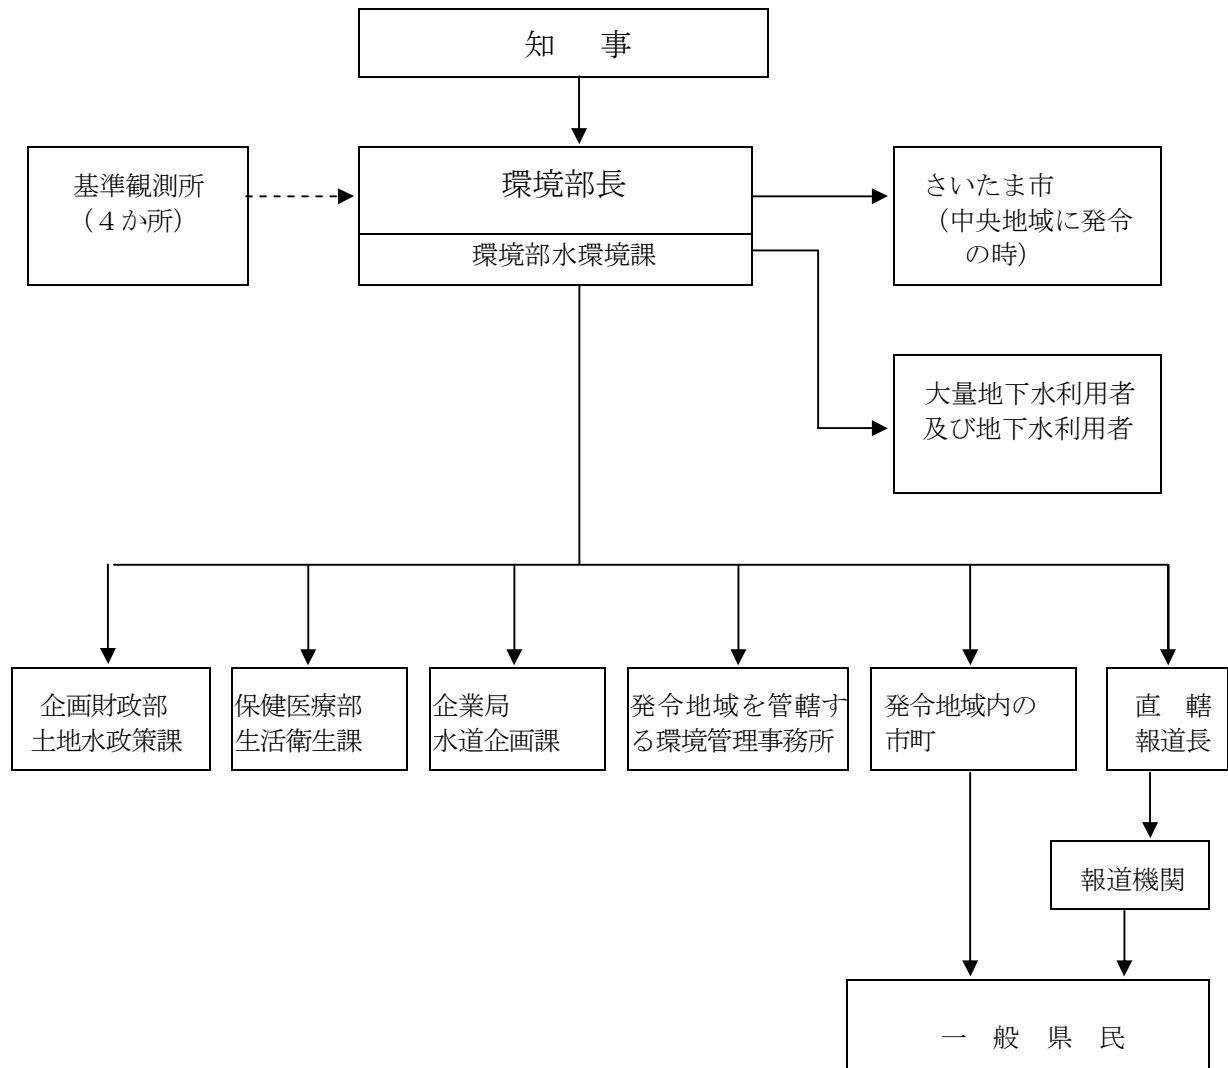 知　事
基準観測所
（４か所）
環境部長
環境部水環境課
さいたま市
（中央地域に発令
の時）
大量地下水利用者
及び地下水利用者
企画財政部
土地水政策課
保健医療部
生活衛生課
企業局
水道企画課
発令地域を管轄す
る環境管理事務所
発令地域内の
市町
直　轄
報道長
報道機関
一　般　県　民